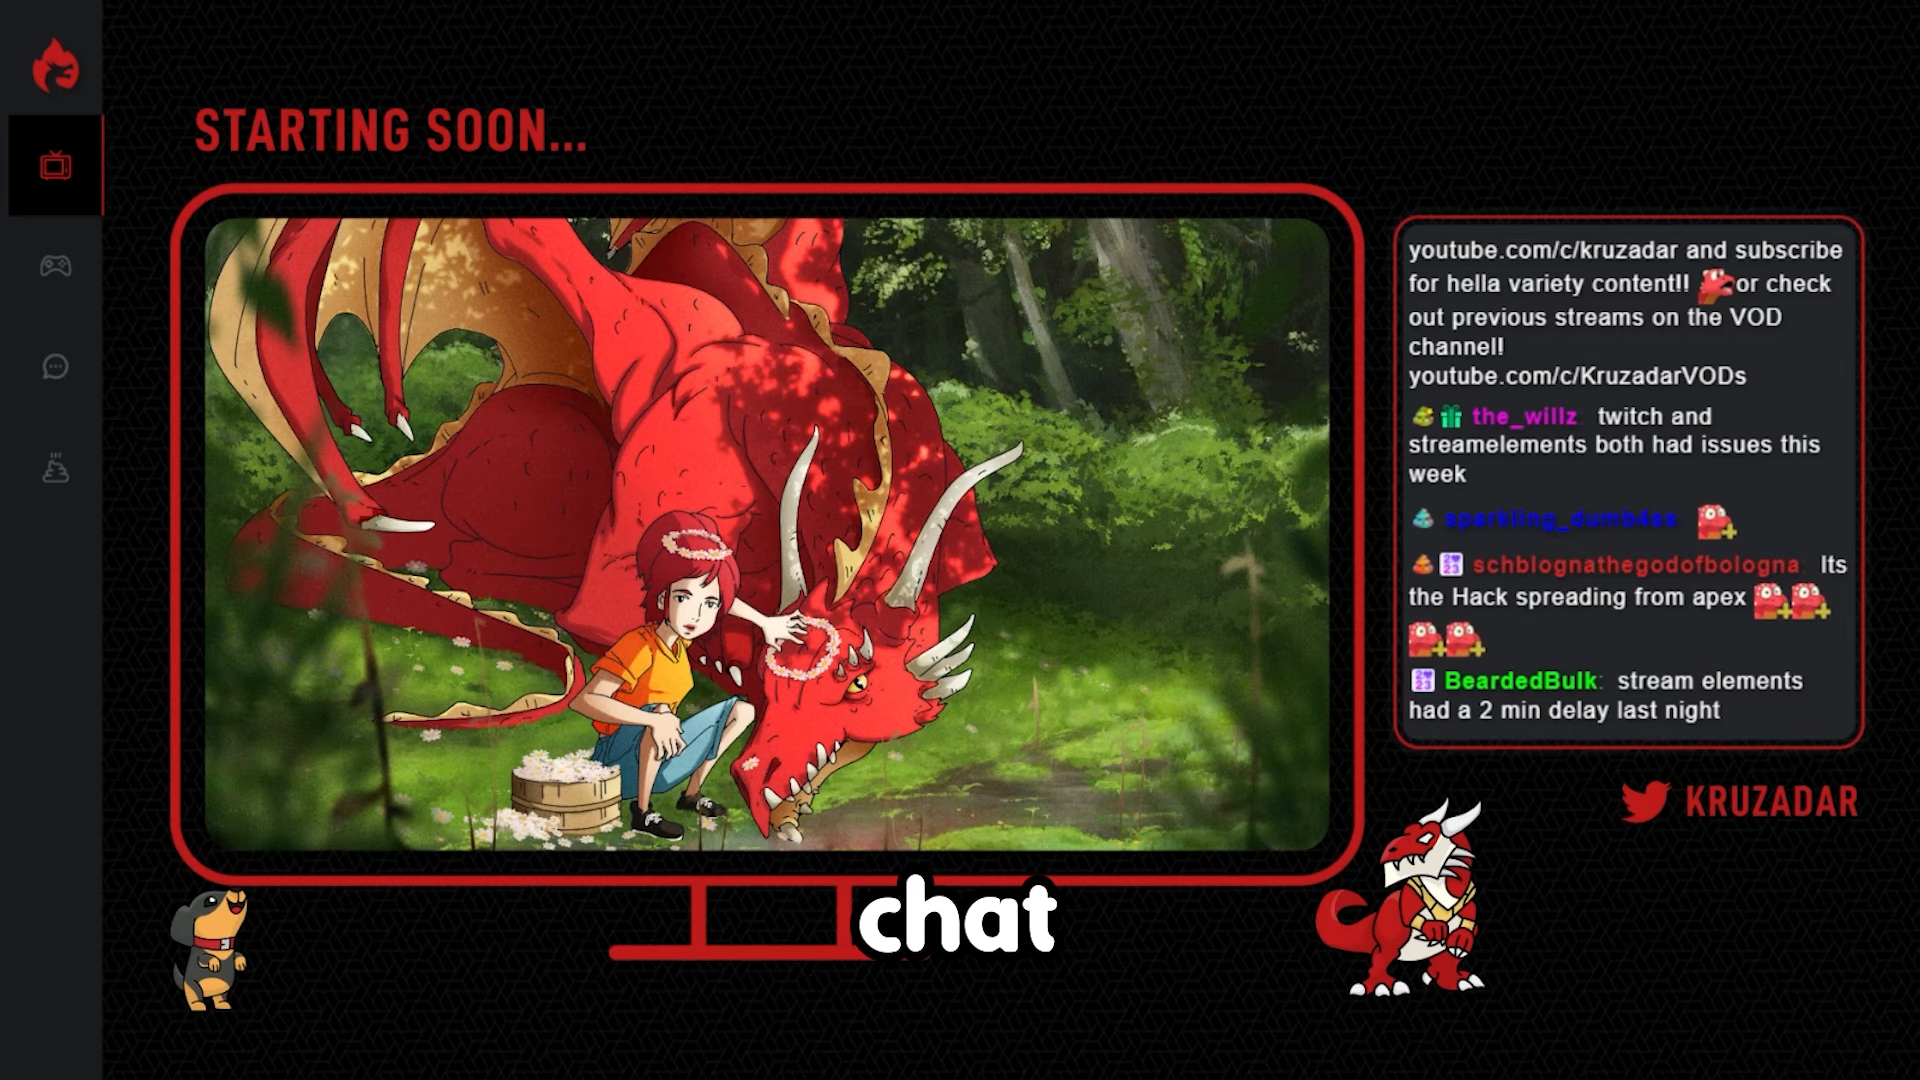 STARTING SOON...
youtube.com/c/kruzadar and subscribe
for hella variety content!! or check
out previous streams on the VOD
channel!
youtube.com/c/KruzadarVODs
the_willz: twitch and
streamelements both had issues this
week
sparkling_dumb4ss
schblognathegodofbologna: Its
the Hack spreading from apex
BeardedBulk: stream elements
had a 2 min delay last night
KRUZADAR
chat